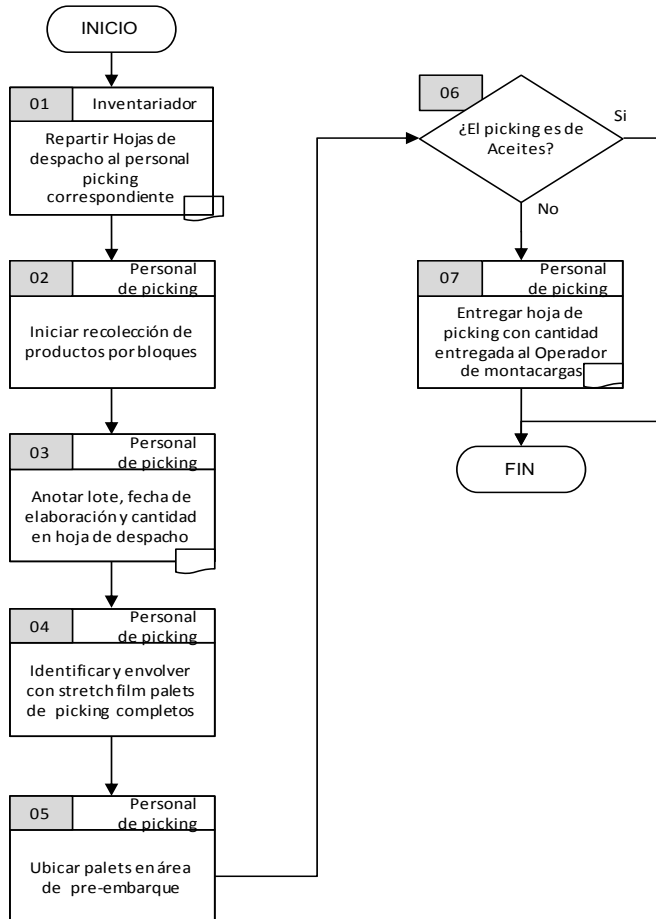 INICIO
01 Inventariador
Repartir Hojas de
despacho al personal
picking
correspondiente
02 Personal
de picking
Iniciar recolección de
productos por bloques
03 Personal
de picking
Anotar lote, fecha de
elaboración y cantidad
en hoja de despacho
04 Personal
de picking
Identificar y envolver
con stretch film palets
de picking completos
05 Personal
de picking
Ubicar palets en área
de pre-embarque
06
¿El picking es de
Aceites?
Si
No
07 Personal
de picking
Entregar hoja de
picking con cantidad
entregada al Operador
de montacargas
FIN